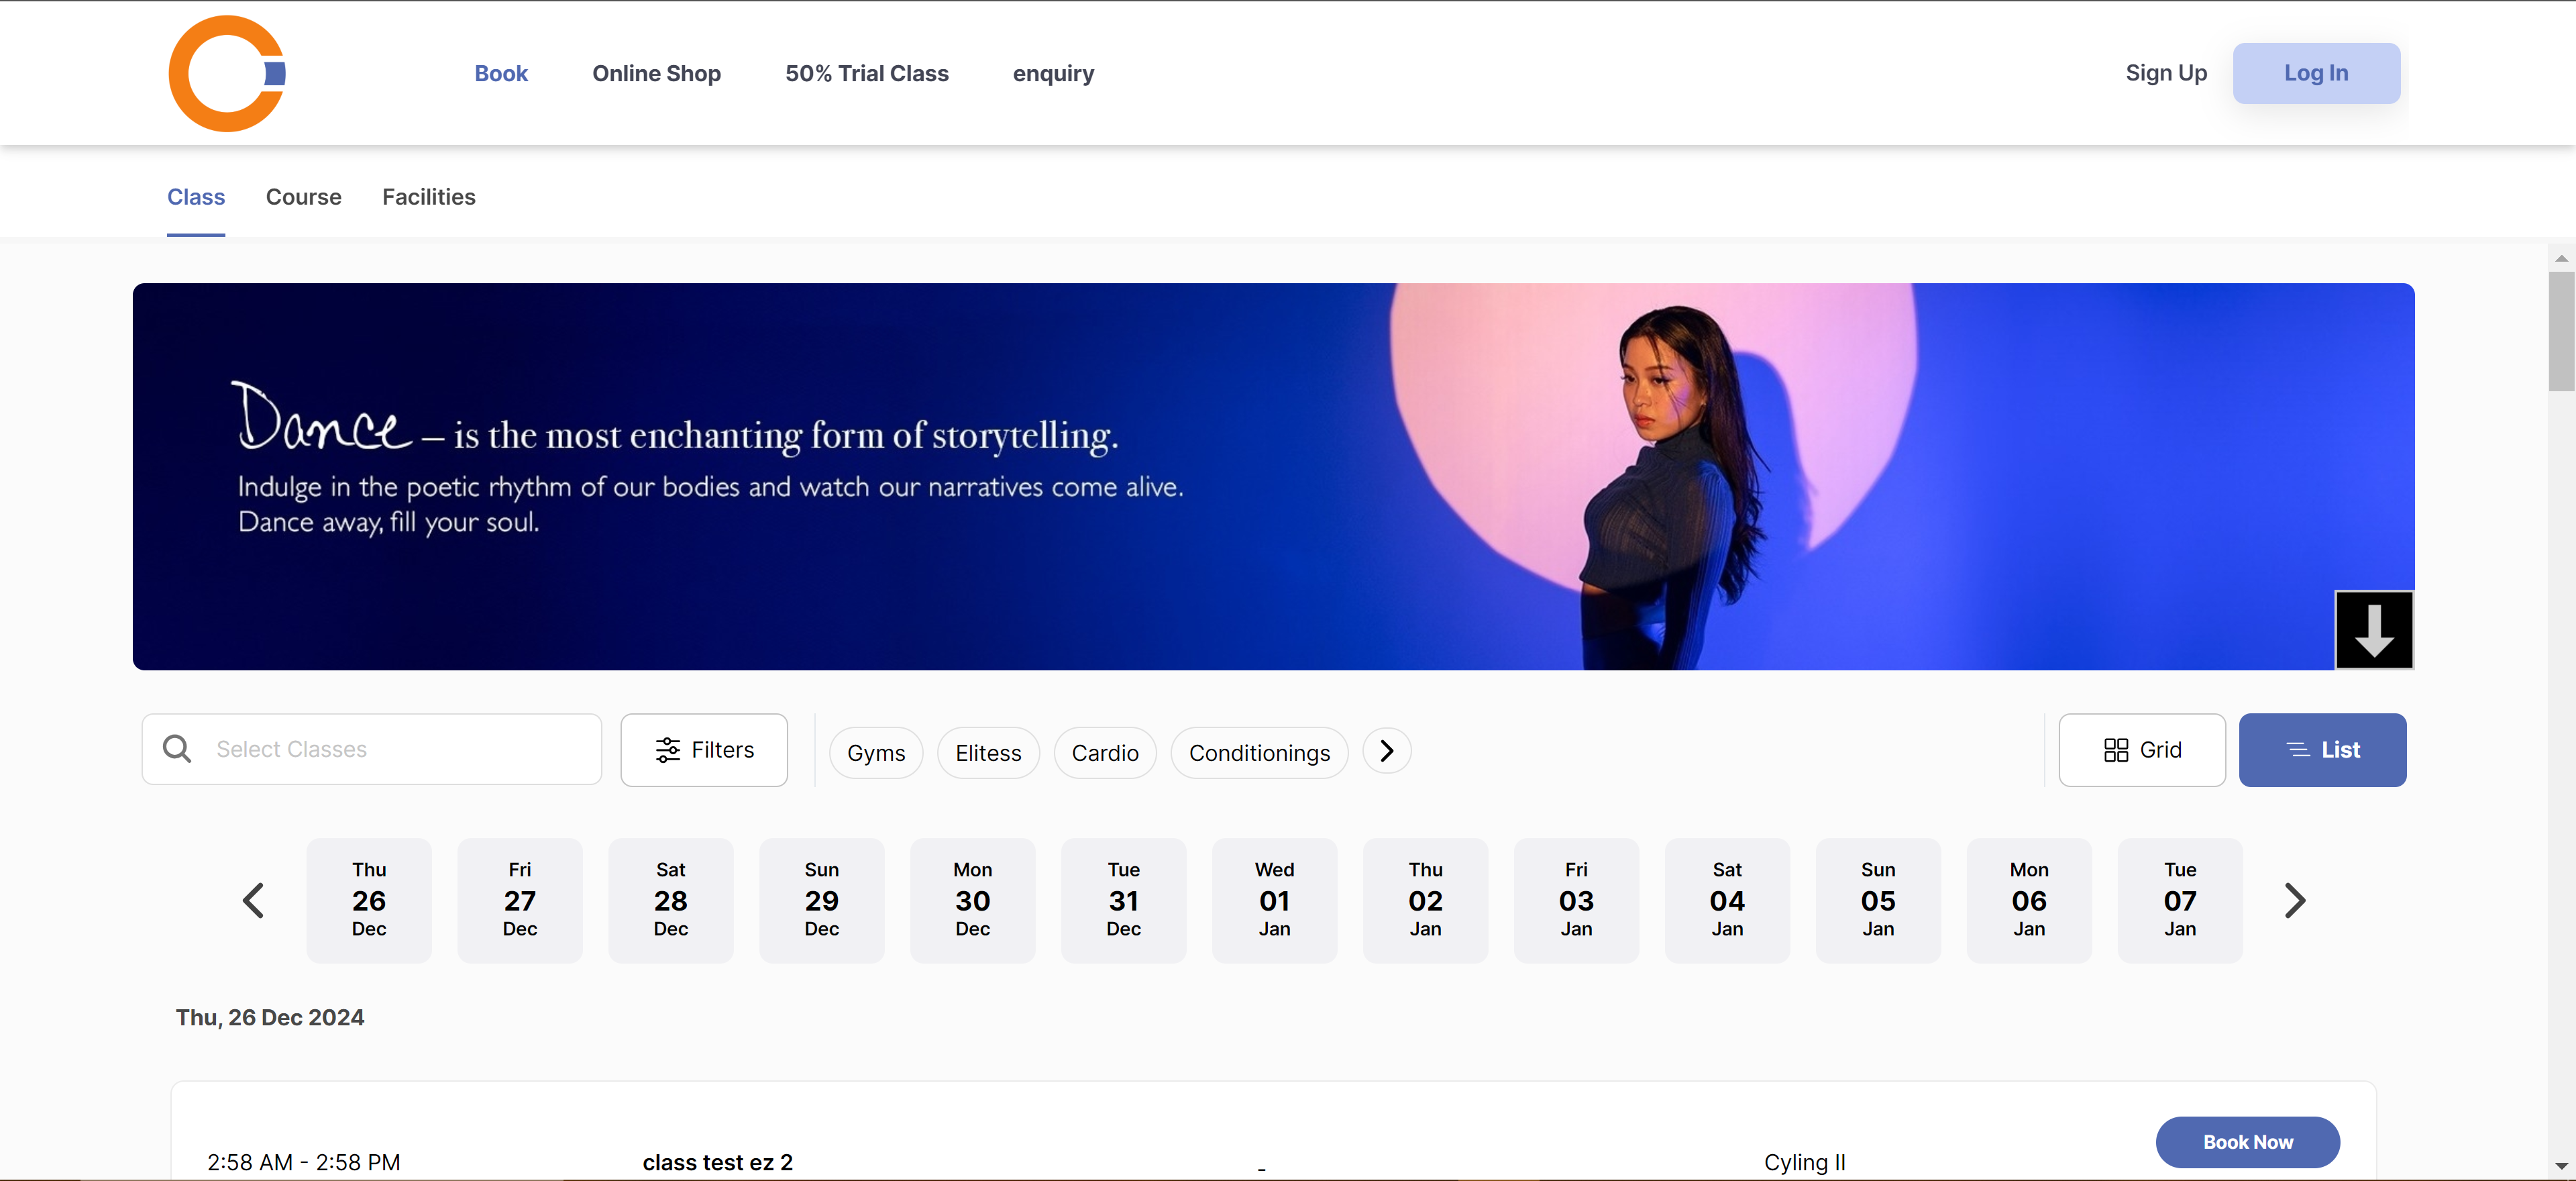 Book Online Shop 50% Trial Class enquiry Sign Up Log In
Class Course Facilities
Dance – is the most enchanting form of storytelling.
Indulge in the poetic rhythm of our bodies and watch our narratives come alive.
Dance away, fill your soul.
Select Classes Filters Gyms Elitess Cardio Conditionings Grid List
Thu Fri Sat Sun Mon Tue Wed Thu Fri Sat Sun Mon Tue
26 27 28 29 30 31 01 02 03 04 05 06 07
Dec Dec Dec Dec Dec Dec Jan Jan Jan Jan Jan Jan Jan
Thu, 26 Dec 2024
Book Now
2:58 AM - 2:58 PM class test ez 2 - Cyling II